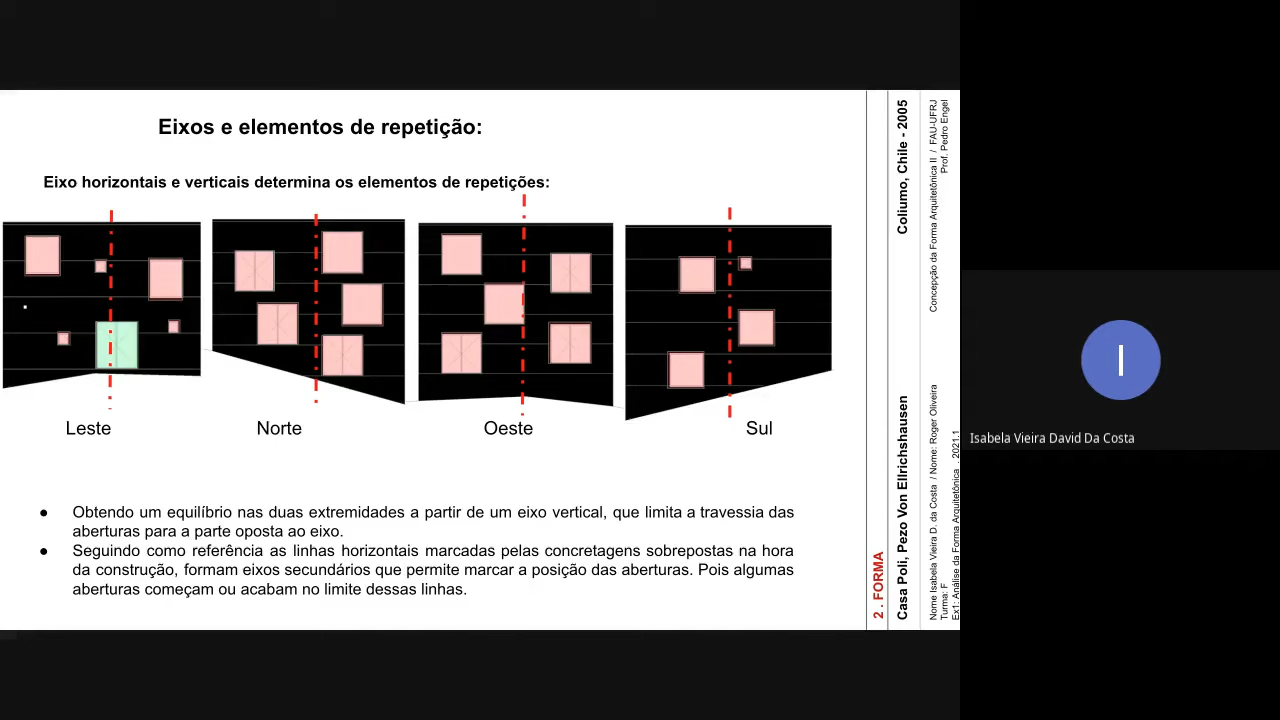 Eixos e elementos de repetição:
Eixo horizontais e verticais determina os elementos de repetições:
Leste
Norte
Oeste
Sul
● Obtendo um equilíbrio nas duas extremidades a partir de um eixo vertical, que limita a travessia das
aberturas para a parte oposta ao eixo.
● Seguindo como referência as linhas horizontais marcadas pelas concretagens sobrepostas na hora
da construção, formam eixos secundários que permite marcar a posição das aberturas. Pois algumas
aberturas começam ou acabam no limite dessas linhas.
2 . FORMA
Casa Poli, Pezo Von Ellrichshausen
Coliumo, Chile - 2005
Nome Isabela Vieira D. da Costa / Nome: Roger Oliveira
Turma: F
Ex1: Análise da Forma Arquitetônica . 2021.1
Concepção da Forma Arquitetônica II / FAU-UFRJ
Prof. Pedro Engel
I
Isabela Vieira David Da Costa